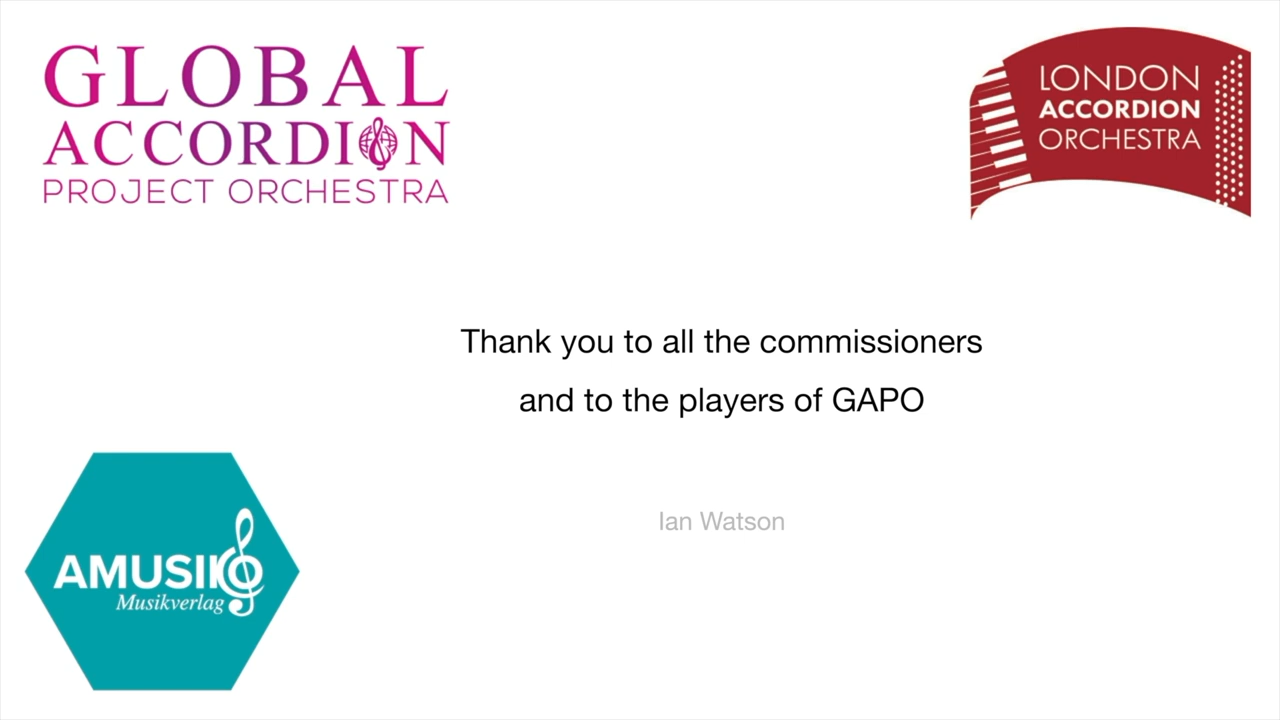 GLOBAL
ACCORDION
PROJECT ORCHESTRA
LONDON
ACCORDION
ORCHESTRA
Thank you to all the commissioners
and to the players of GAPO
Ian Watson
AMUSIKO
Musikverlag